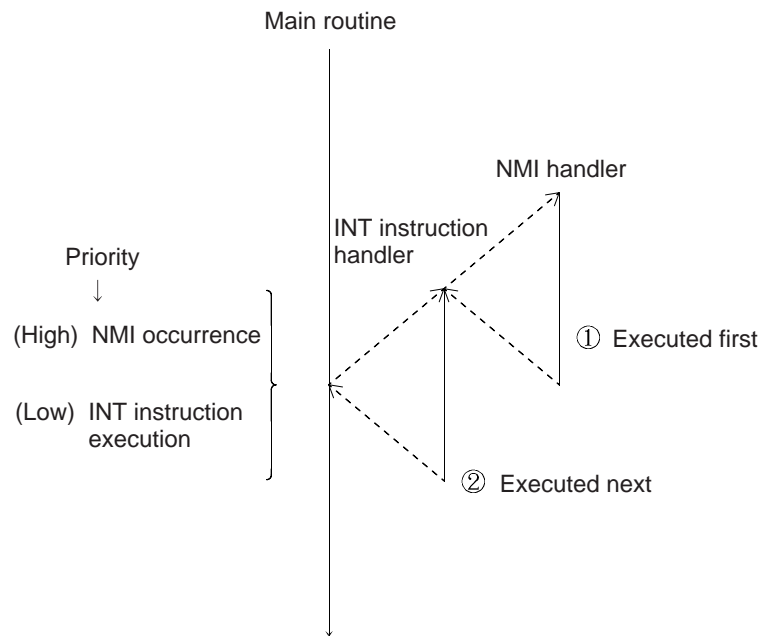 Main routine
NMI handler
INT instruction
handler
Priority
↓
(High) NMI occurrence
① Executed first
(Low) INT instruction
execution
② Executed next